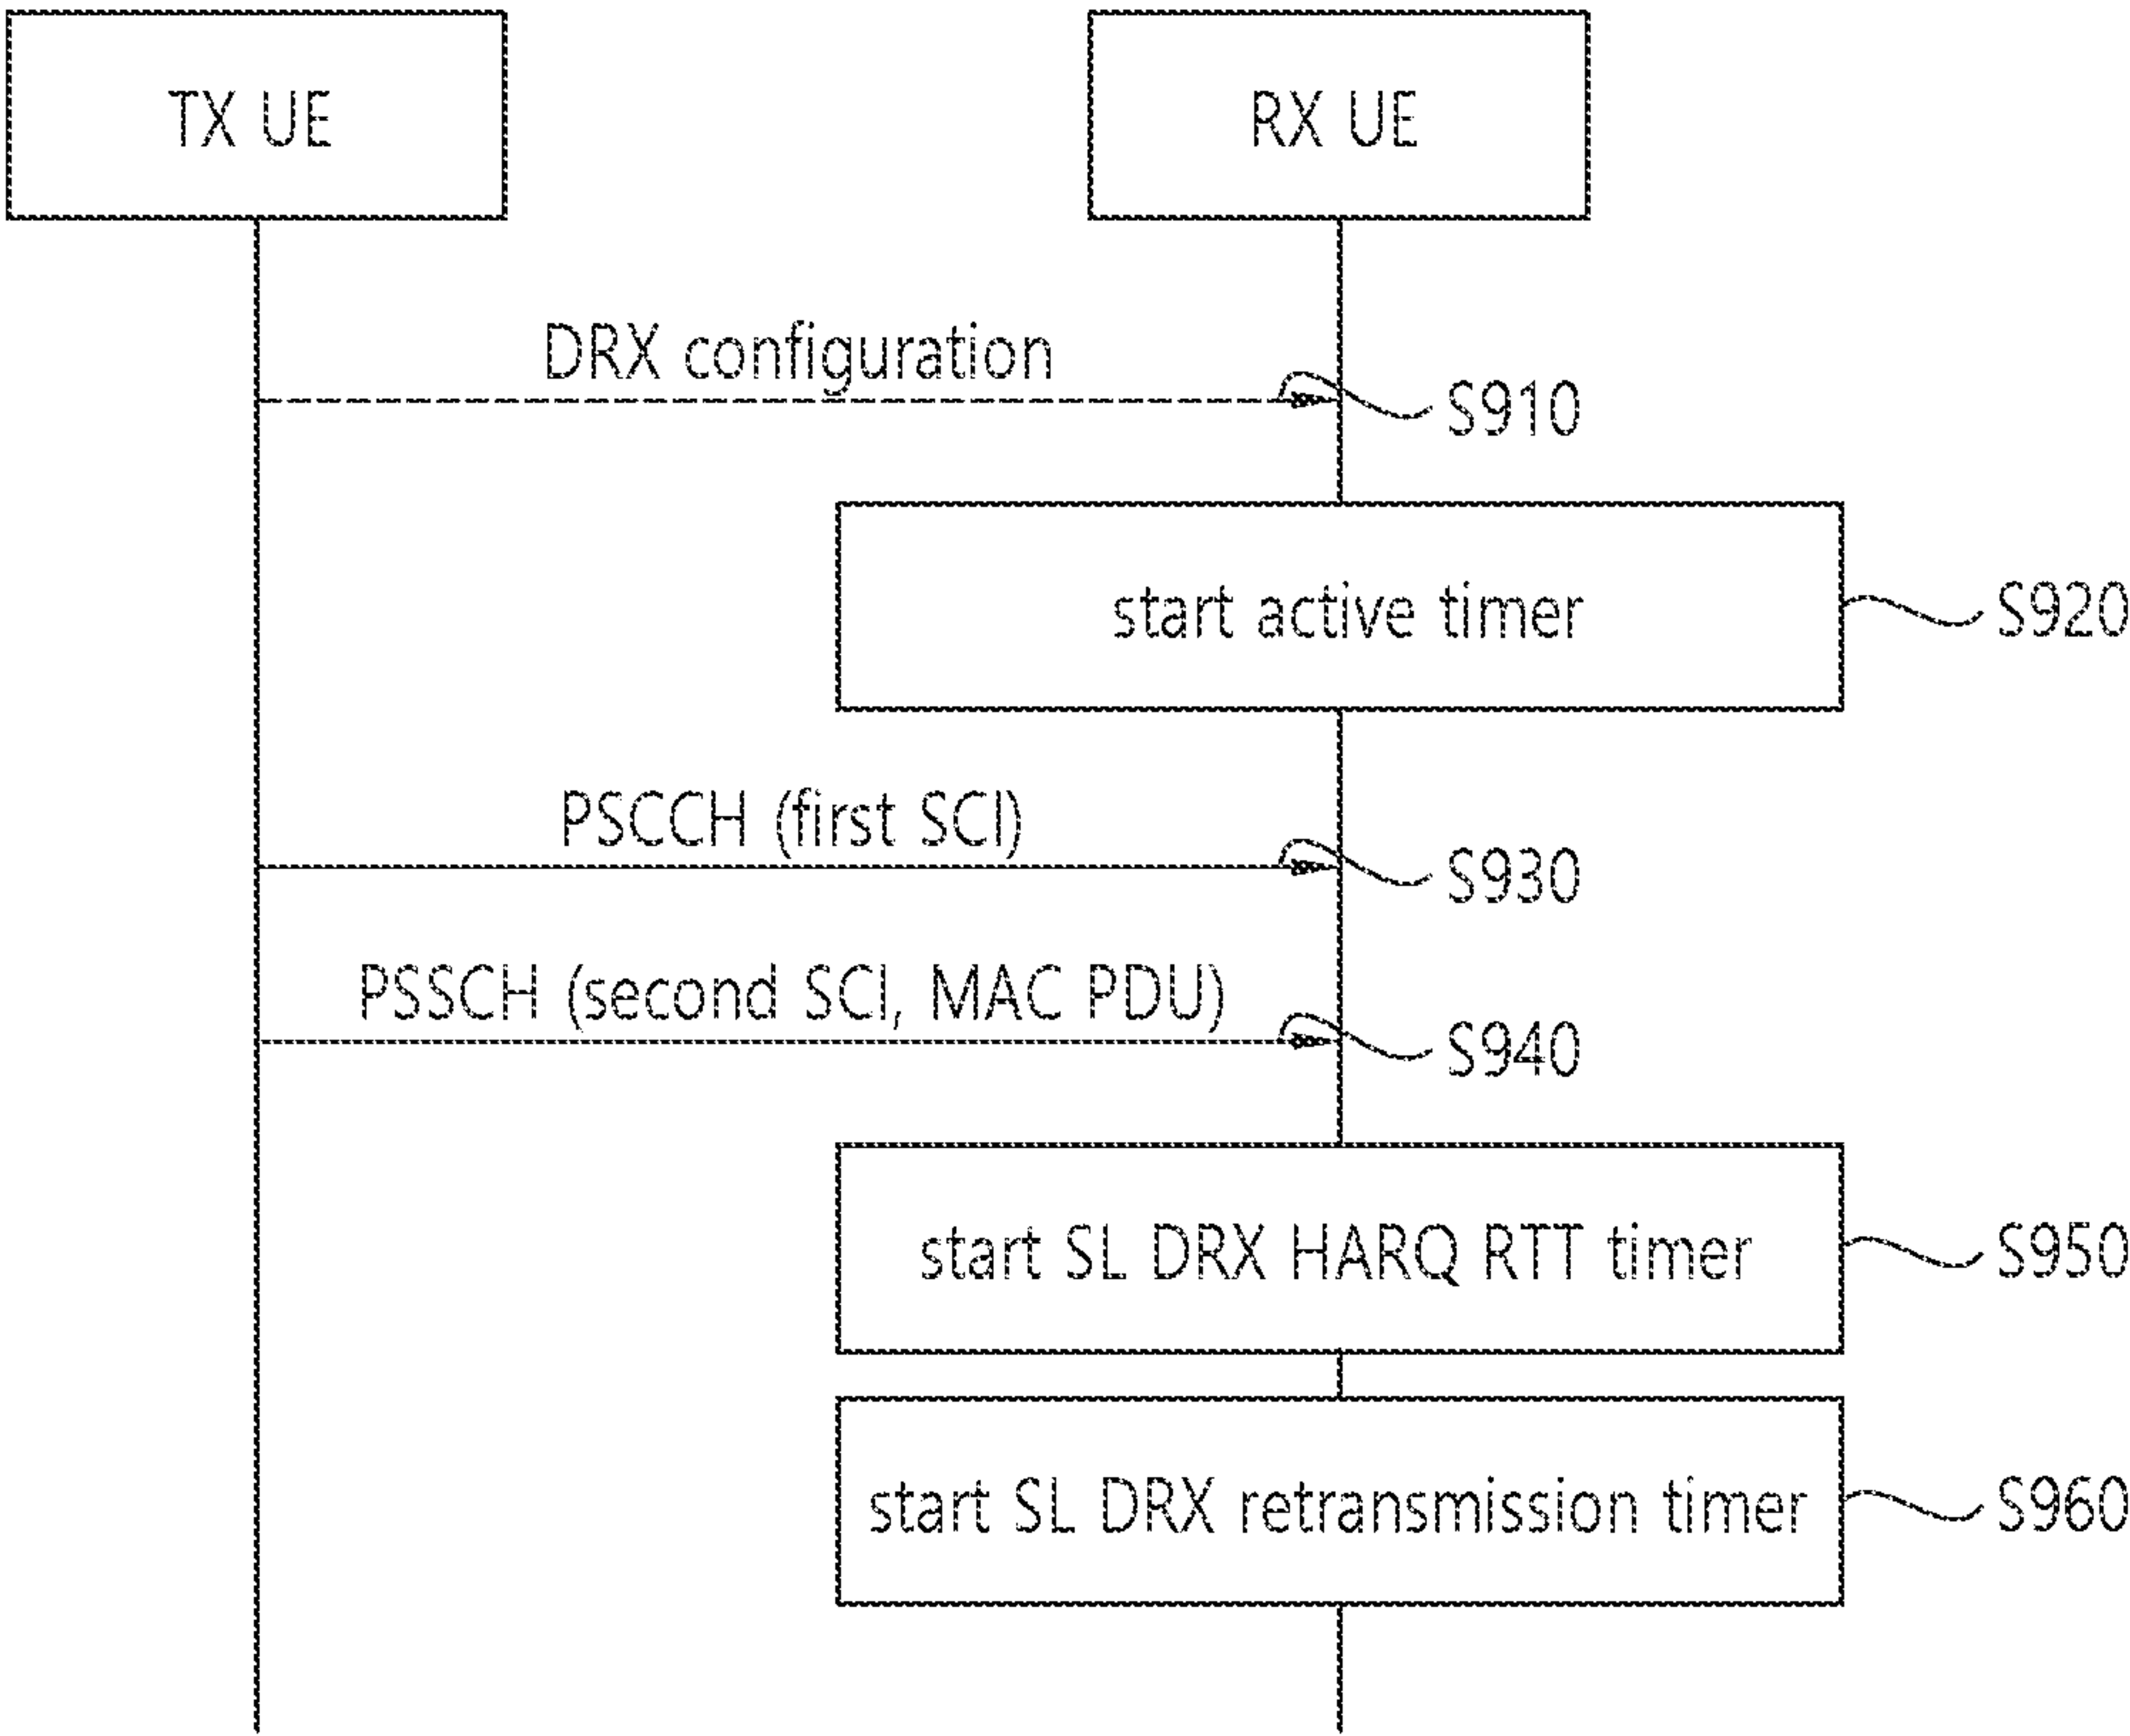 TX UE
RX UE
DRX configuration
S910
start active timer
S920
PSCCH (first SCI)
S930
PSSCH (second SCI, MAC PDU)
S940
start SL DRX HARQ RTT timer
S950
start SL DRX retransmission timer
S960